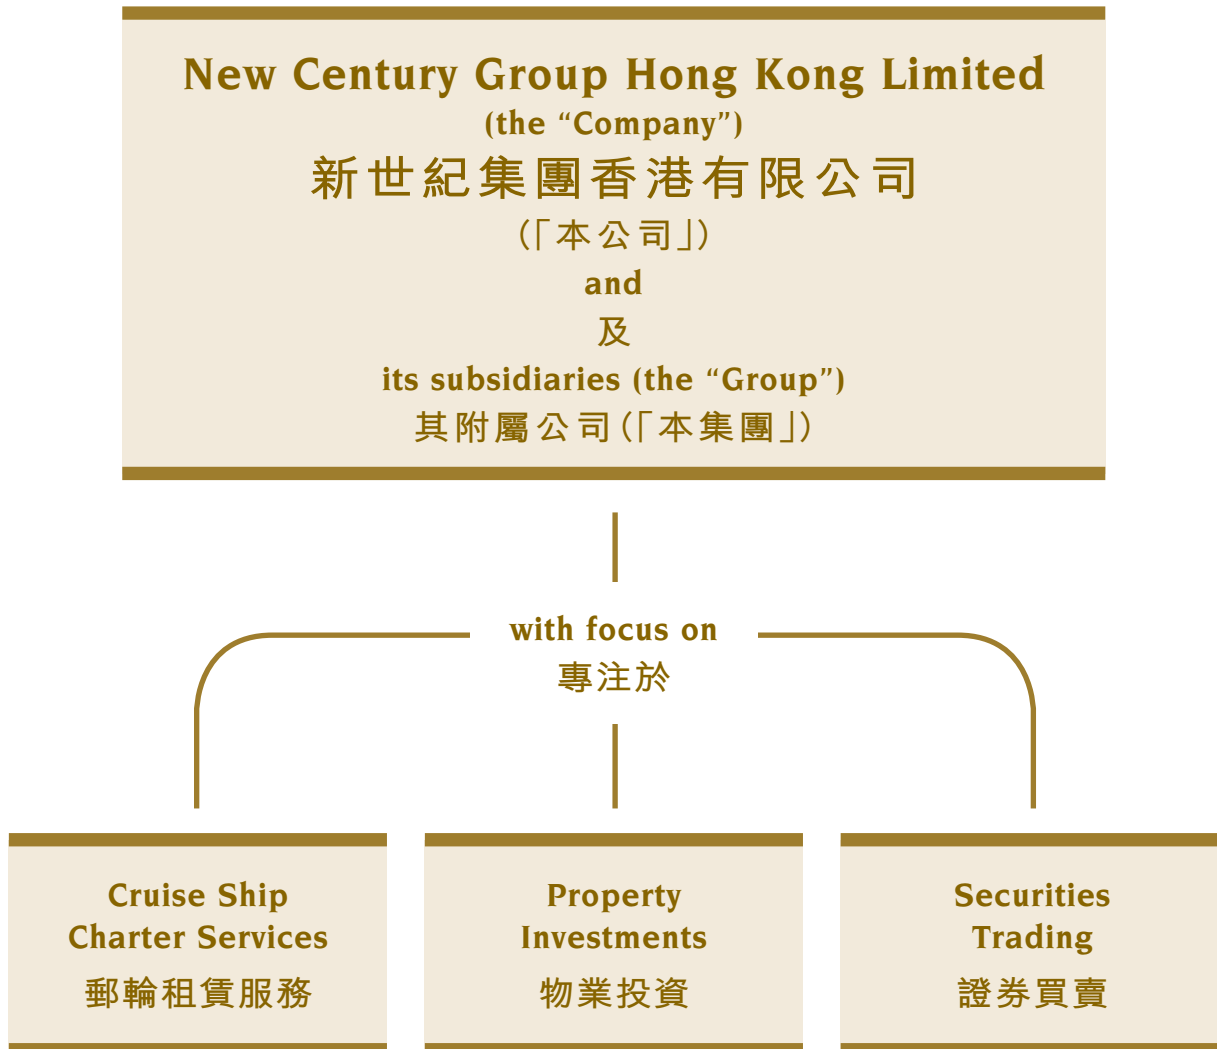 New Century Group Hong Kong Limited
(the “Company”)
新世紀集團香港有限公司
(「本公司」)
and
及
its subsidiaries (the “Group”)
其附屬公司(「本集團」)
with focus on
專注於
Cruise Ship
Charter Services
郵輪租賃服務
Property
Investments
物業投資
Securities
Trading
證券買賣